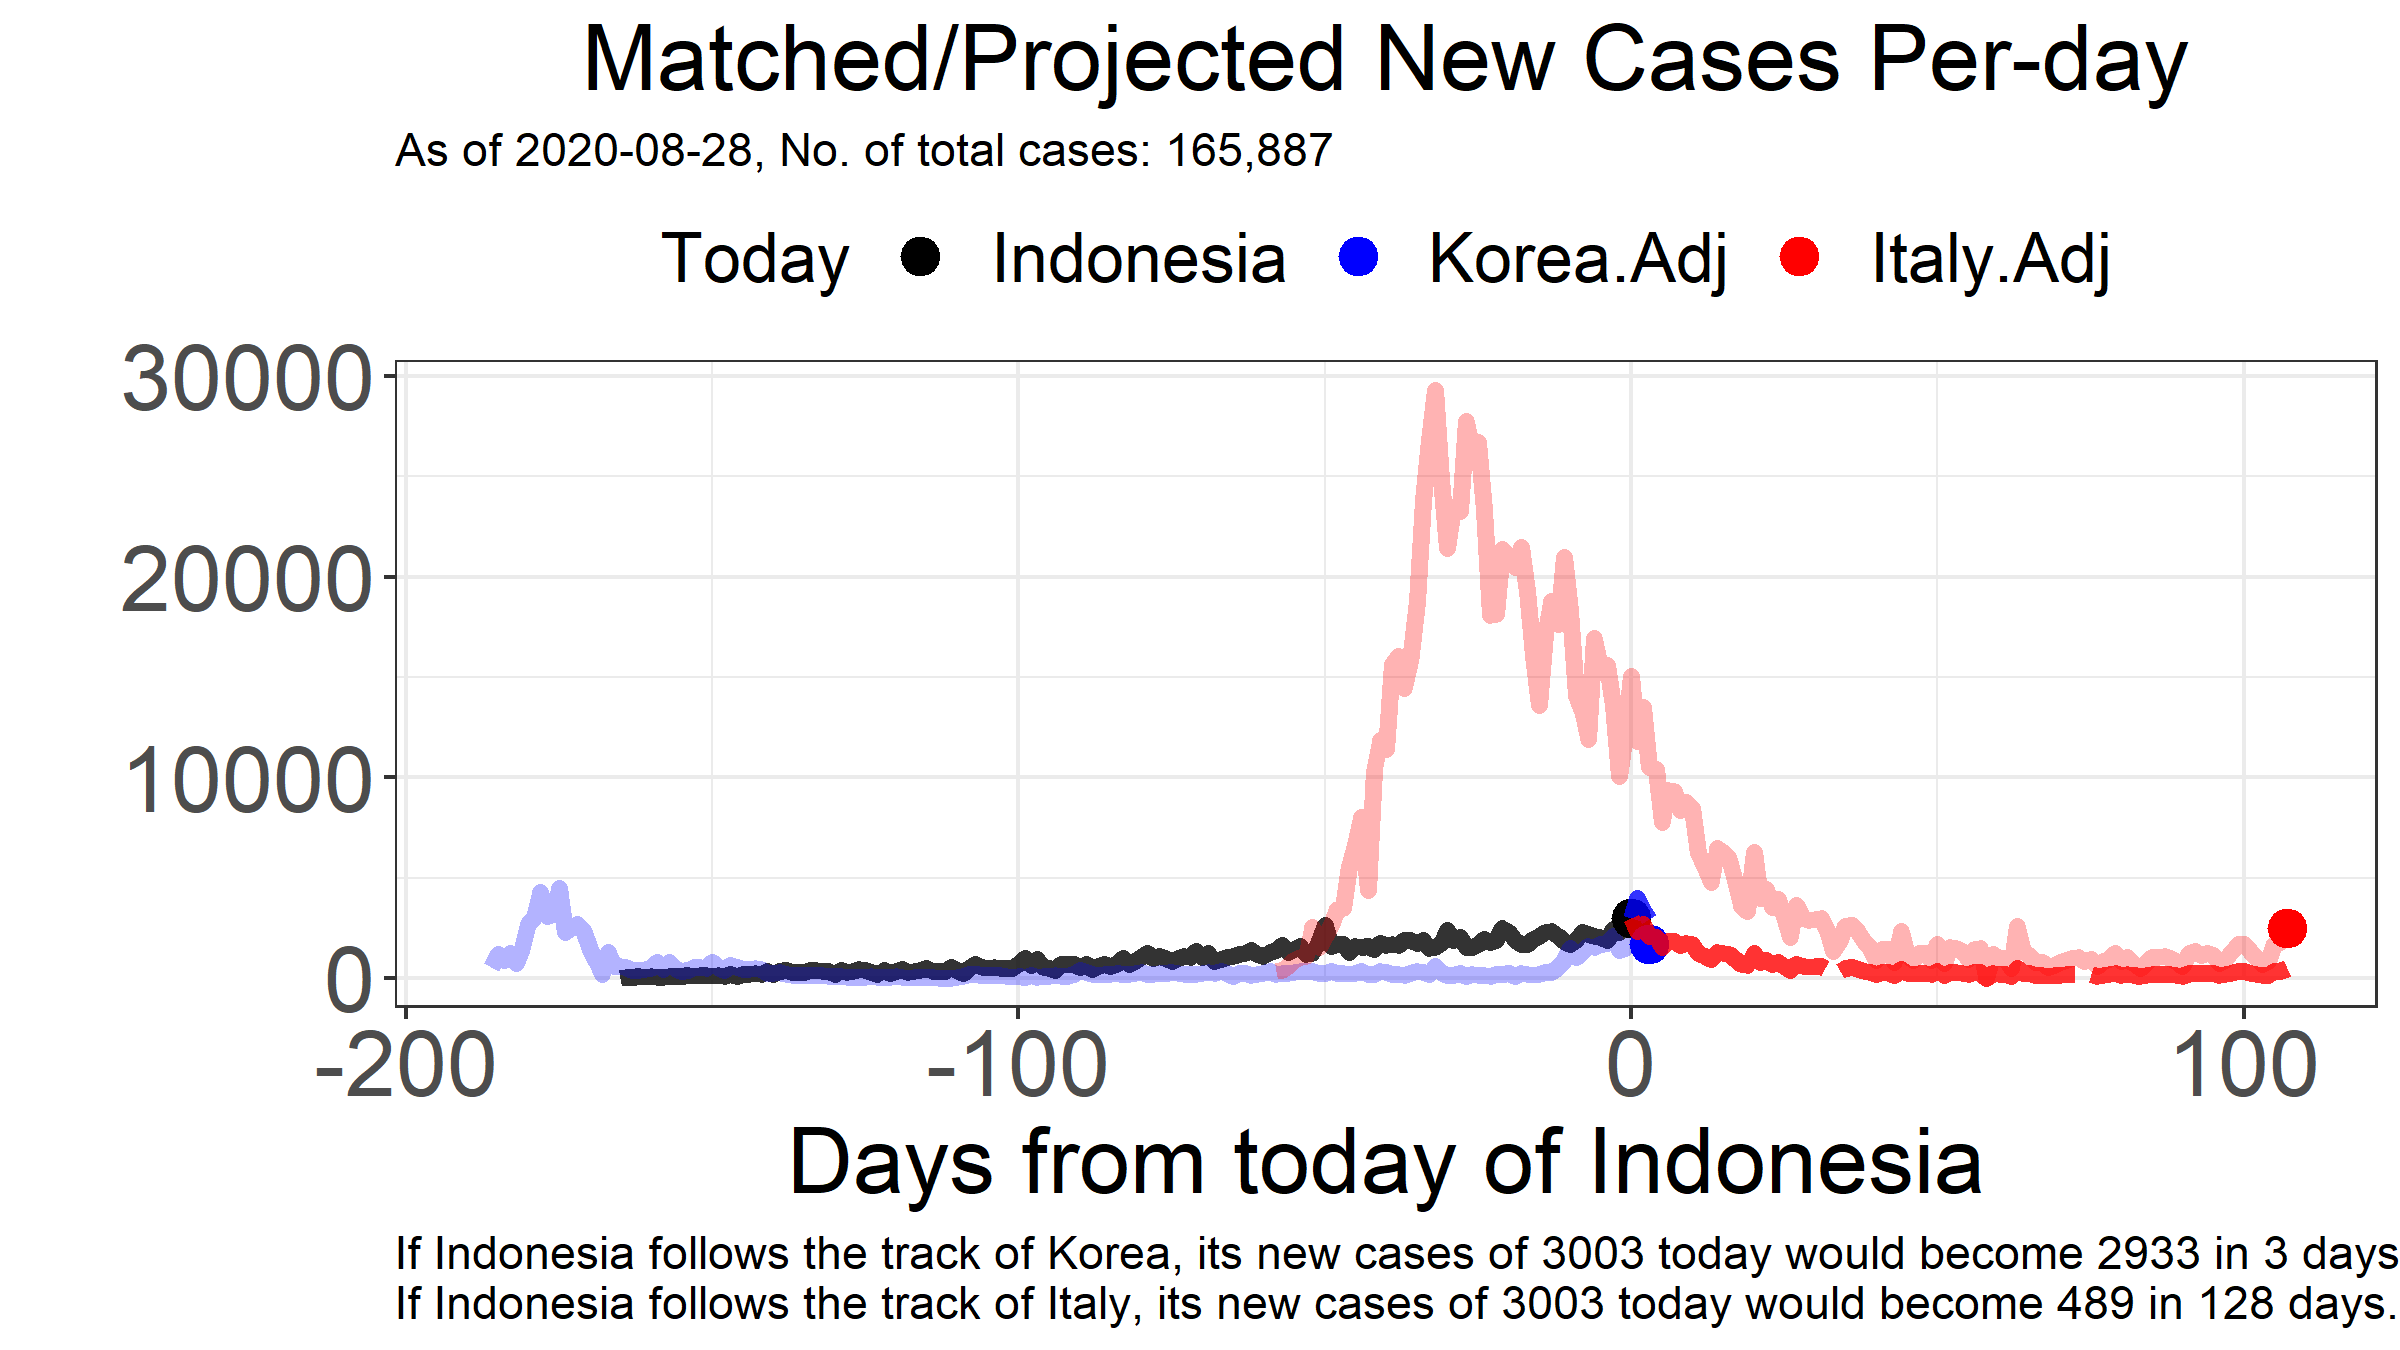 Matched/Projected New Cases Per-day
As of 2020-08-28, No. of total cases: 165,887
Today Indonesia Korea.Adj Italy.Adj
30000
20000
10000
0
-200 -100 0 100
Days from today of Indonesia
If Indonesia follows the track of Korea, its new cases of 3003 today would become 2933 in 3 days
If Indonesia follows the track of Italy, its new cases of 3003 today would become 489 in 128 days.